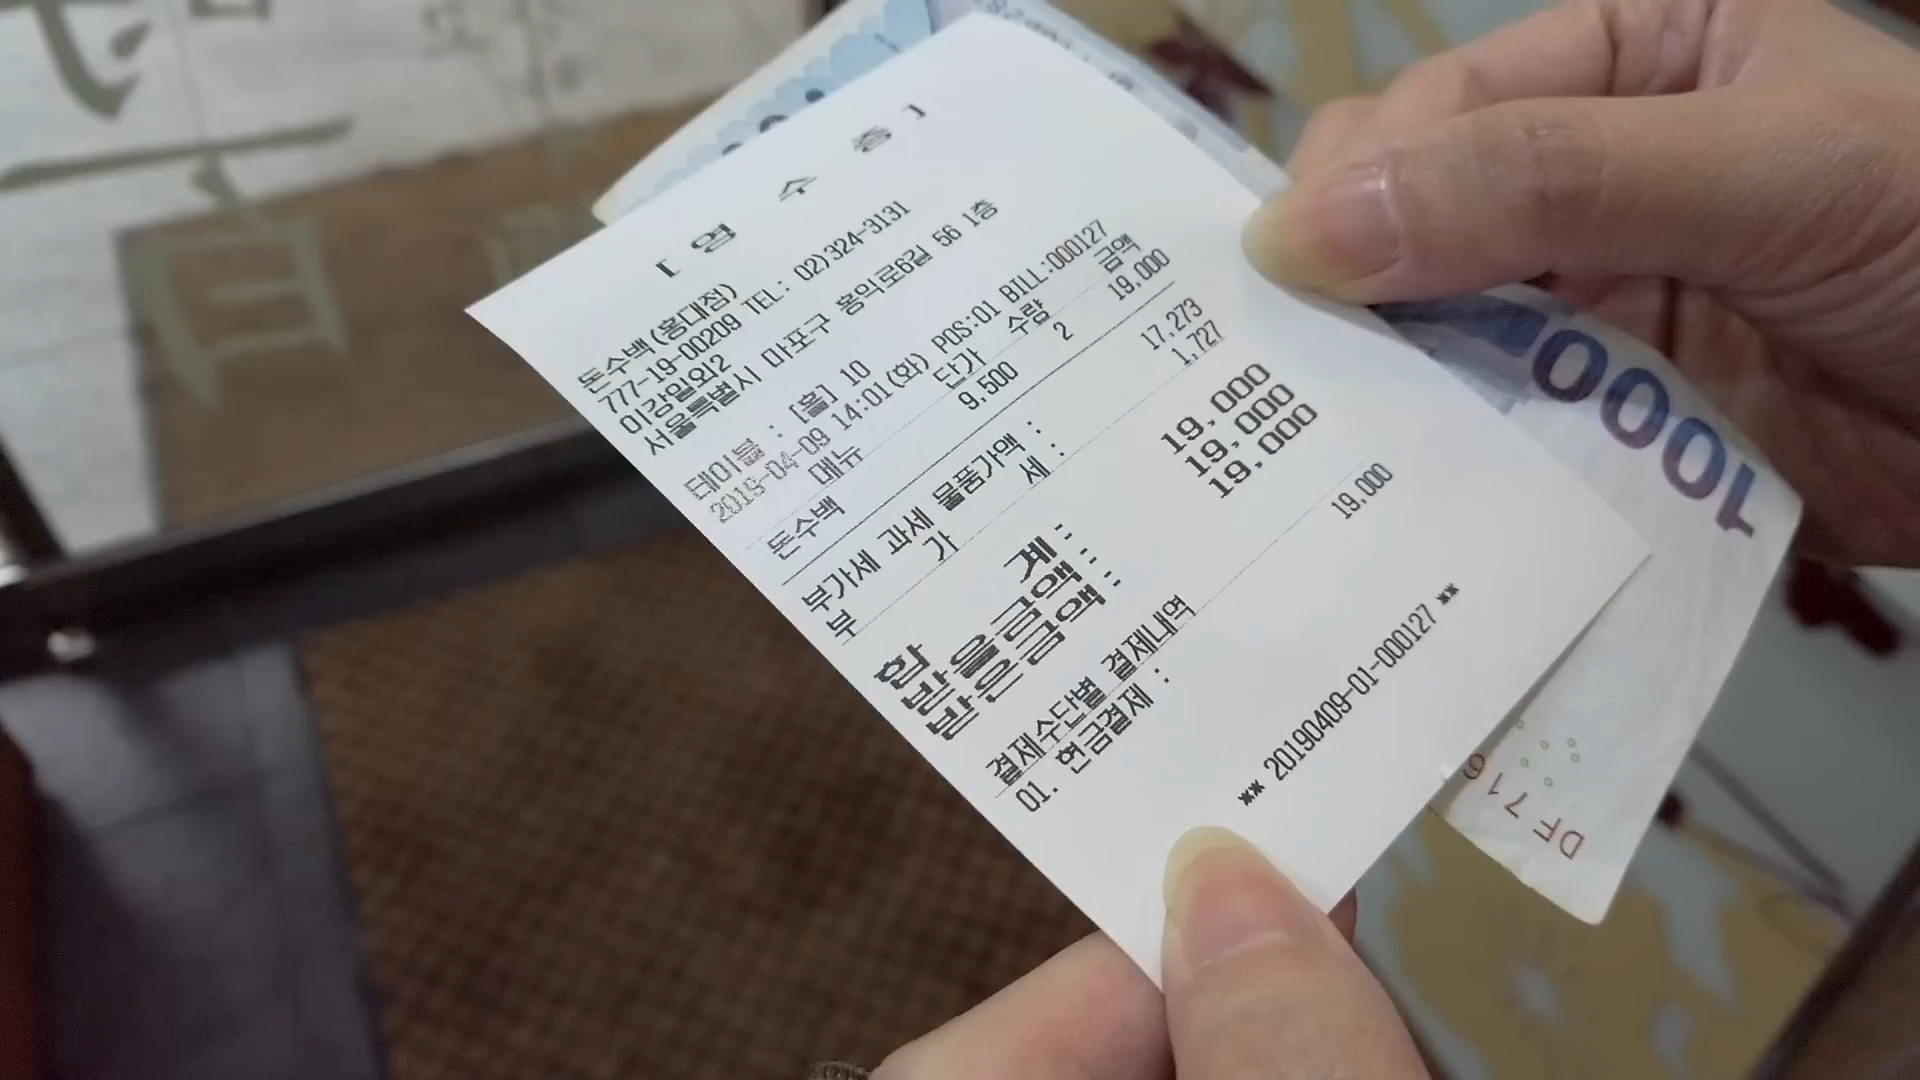 [ 영 수 증 ]
돈수백(홍대점)
777-19-00209 TEL: 02)324-3131
이강일외2
서울특별시 마포구 홍익로6길 56 1층
테이블 : [홀] 10
2019-04-09 14:01(화) POS:01 BILL:000127
메뉴 단가 수량 금액
돈수백 9,500 2 19,000
부가세 과세 물품가액 : 17,273
부 가 세 : 1,727
합 계 : 19,000
받을금액 : 19,000
받은금액 : 19,000
결제수단별 결제내역
01. 현금결제 : 19,000
** 20190409-01-000127 **
1000
DF 716